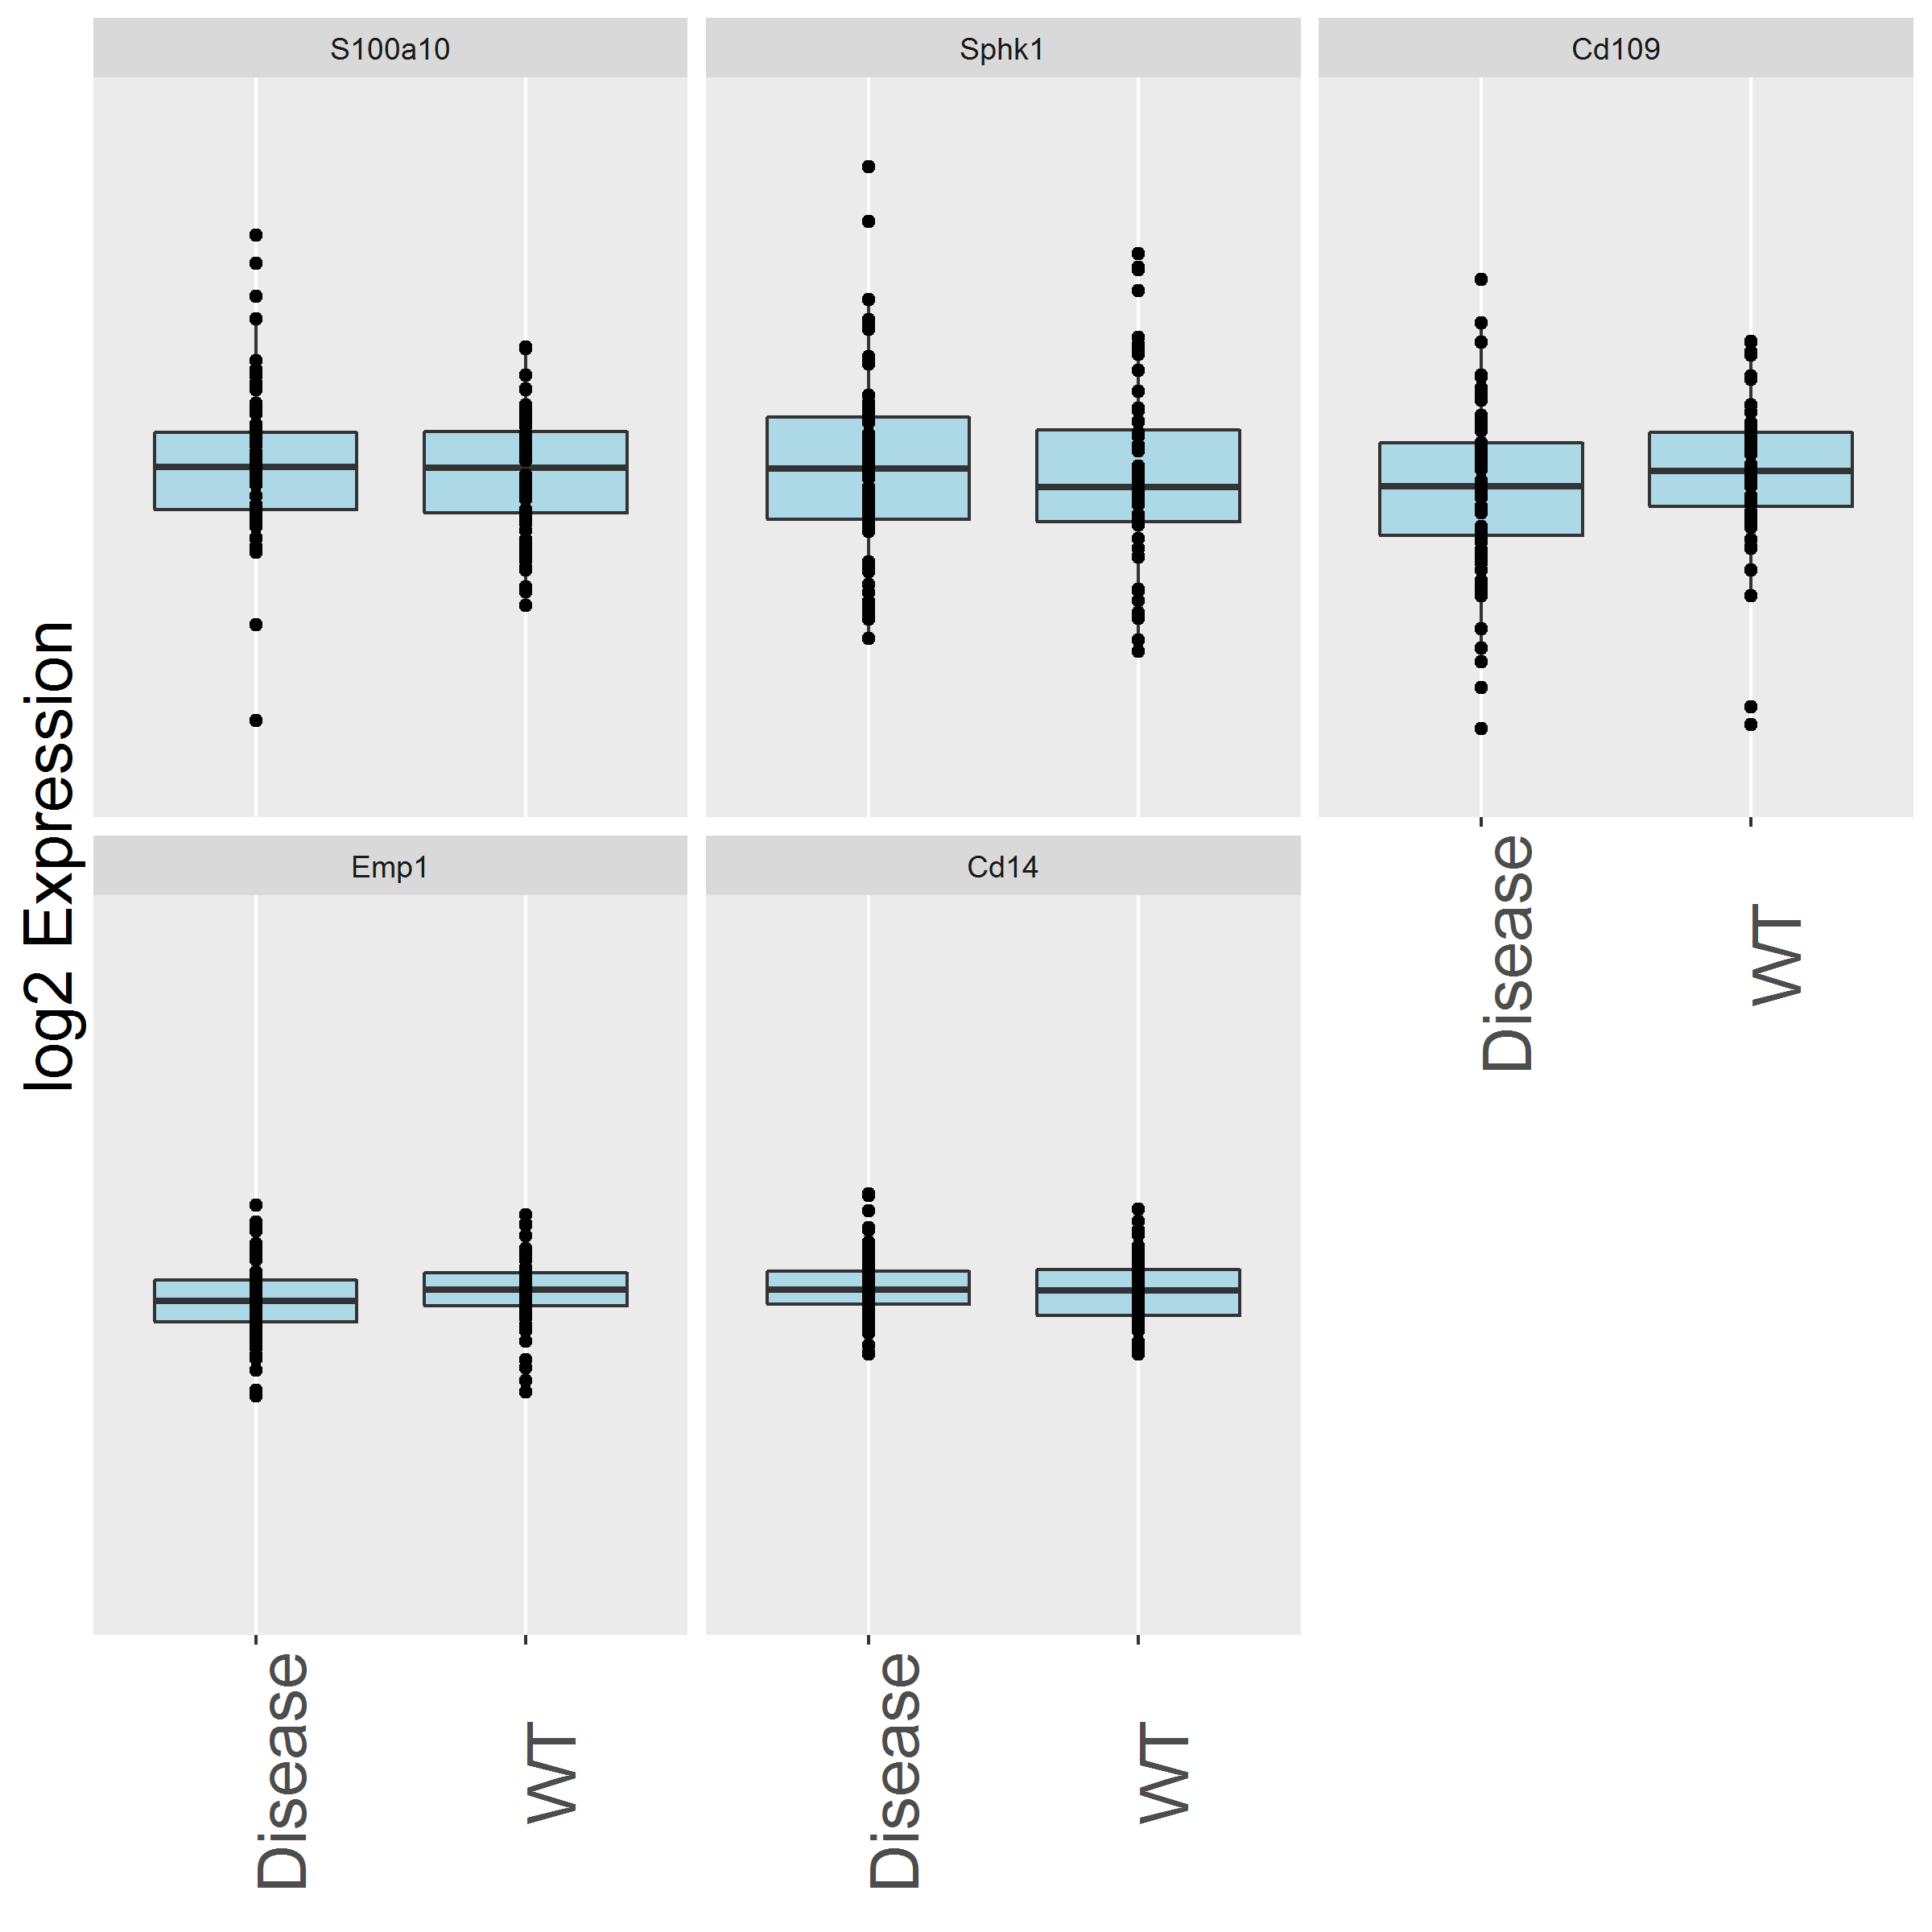 S100a10
Sphk1
Cd109
log2 Expression
Disease
WT
Emp1
Cd14
Disease
WT
Disease
WT